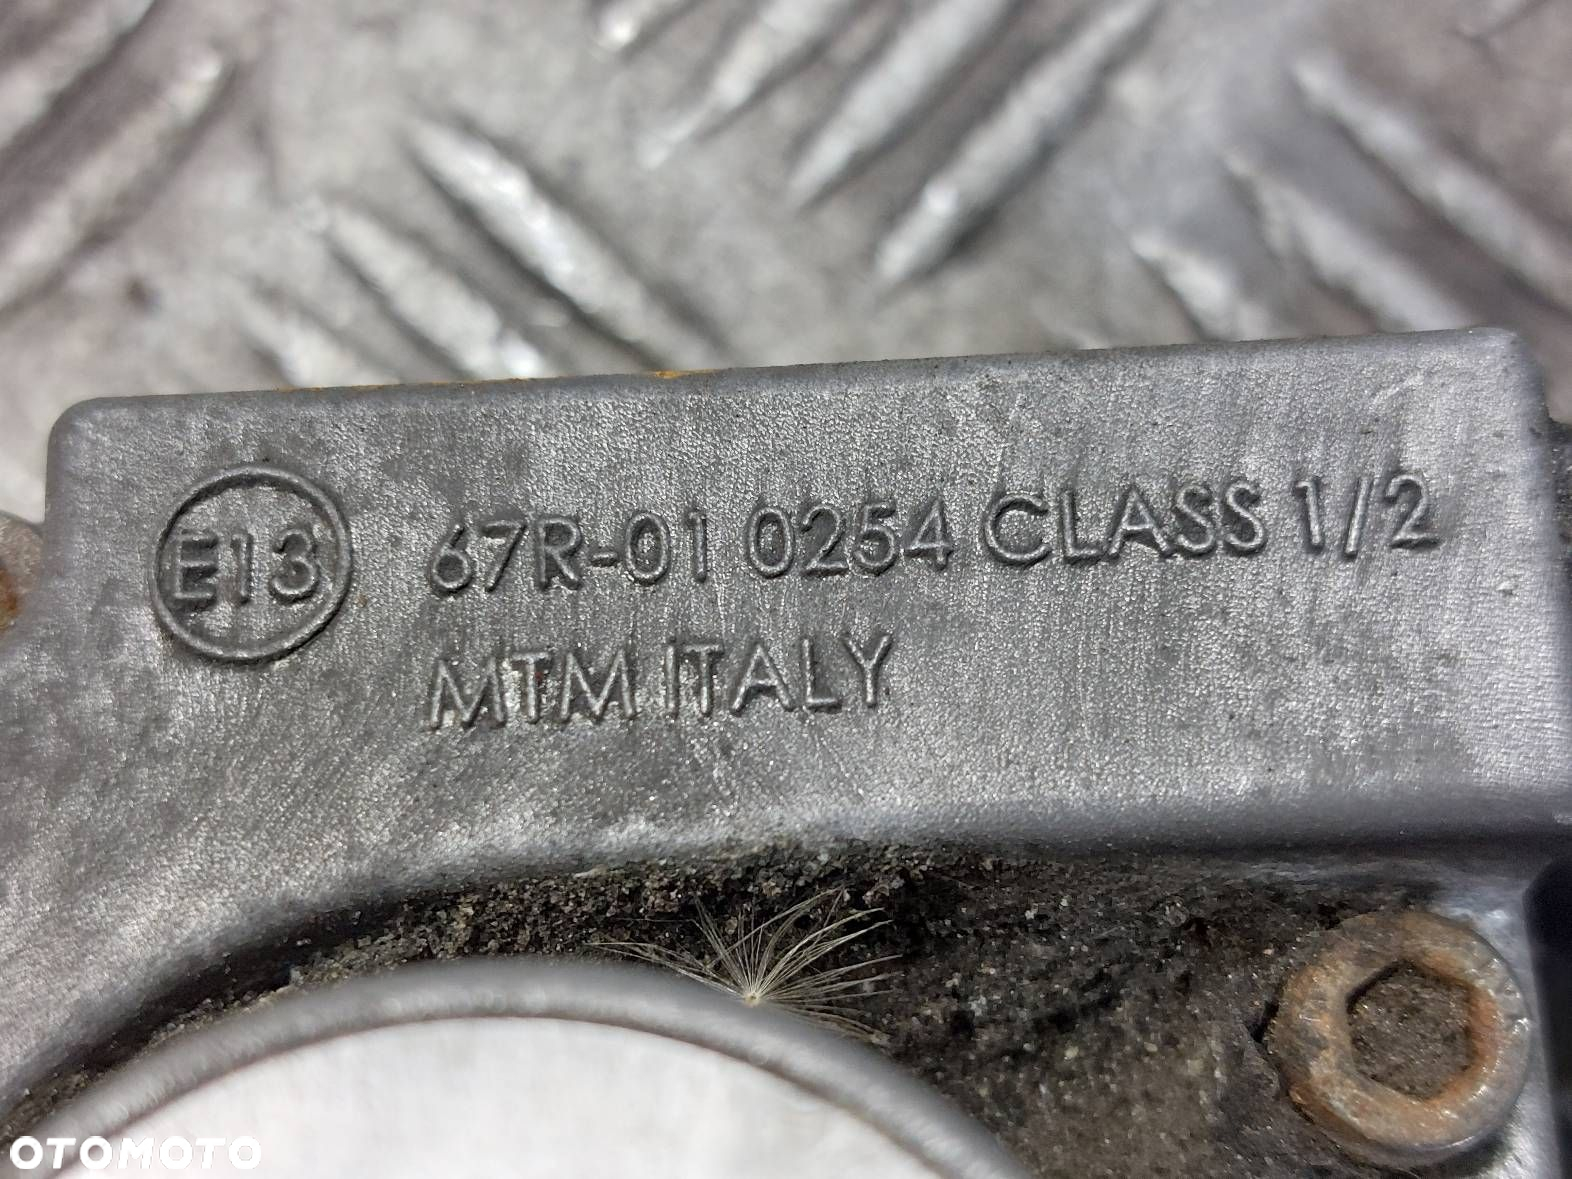 E13 67R-01 0254 CLASS 1/2
MTM ITALY
OTOMOTO